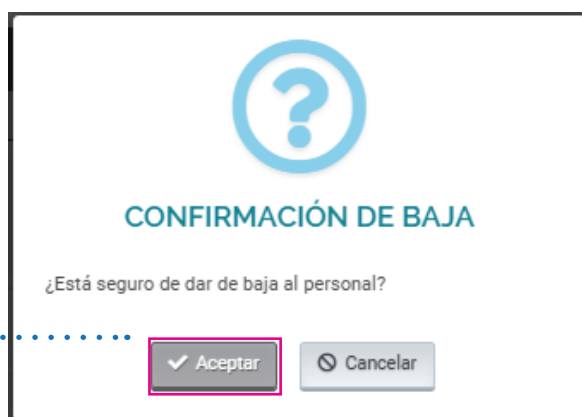 CONFIRMACIÓN DE BAJA
¿Está seguro de dar de baja al personal?
Aceptar Cancelar